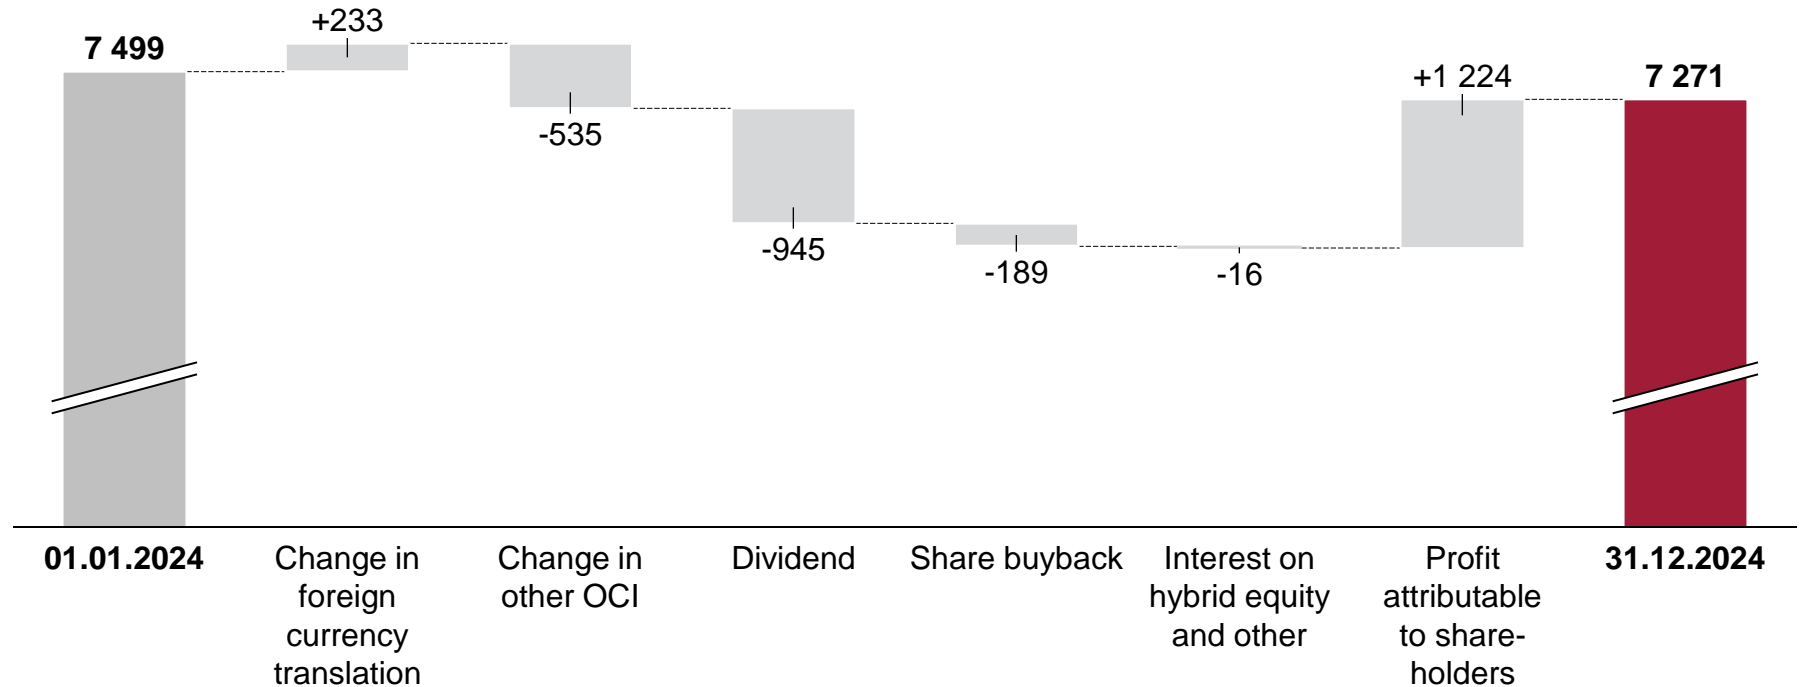 7 499
+233
-535
-945
-189
-16
+1 224
7 271
01.01.2024
Change in
foreign
currency
translation
Change in
other OCI
Dividend
Share buyback
Interest on
hybrid equity
and other
Profit
attributable
to share-
holders
31.12.2024